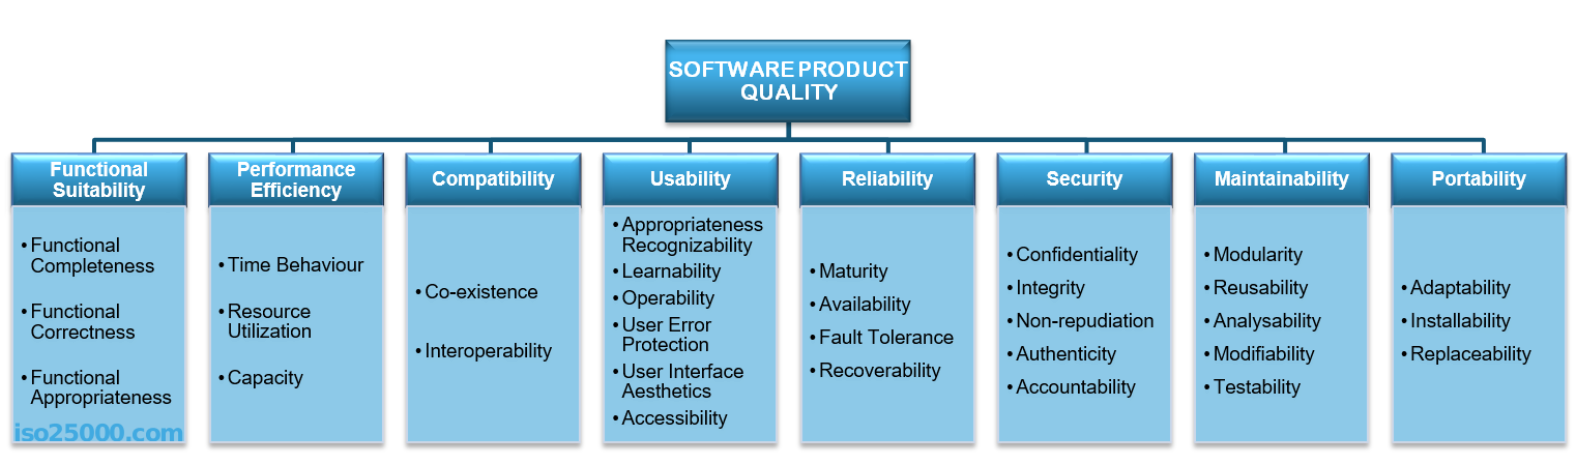 SOFTWARE PRODUCT
QUALITY
Functional
Suitability
• Functional
Completeness
• Functional
Correctness
• Functional
Appropriateness
Performance
Efficiency
• Time Behaviour
• Resource
Utilization
• Capacity
Compatibility
• Co-existence
• Interoperability
Usability
• Appropriateness
Recognizability
• Learnability
• Operability
• User Error
Protection
• User Interface
Aesthetics
• Accessibility
Reliability
• Maturity
• Availability
• Fault Tolerance
• Recoverability
Security
• Confidentiality
• Integrity
• Non-repudiation
• Authenticity
• Accountability
Maintainability
• Modularity
• Reusability
• Analysability
• Modifiability
• Testability
Portability
• Adaptability
• Installability
• Replaceability
iso25000.com